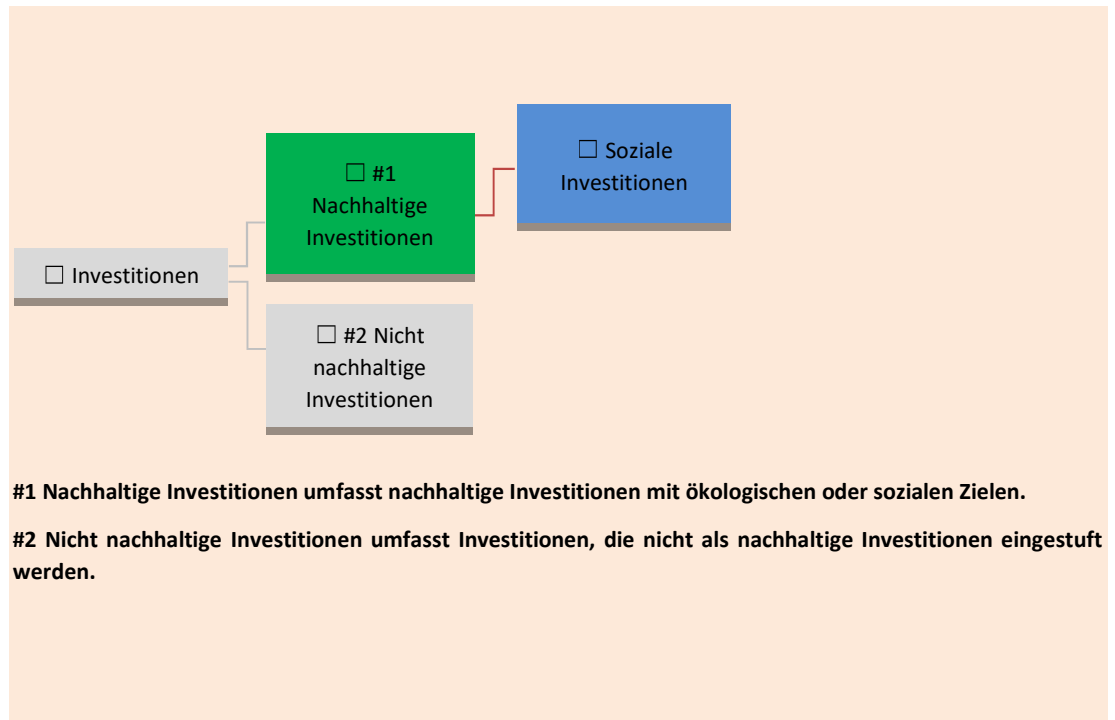 ☐ Soziale
Investitionen
☐ #1
Nachhaltige
Investitionen
☐ Investitionen
☐ #2 Nicht
nachhaltige
Investitionen
#1 Nachhaltige Investitionen umfasst nachhaltige Investitionen mit ökologischen oder sozialen Zielen.
#2 Nicht nachhaltige Investitionen umfasst Investitionen, die nicht als nachhaltige Investitionen eingestuft
werden.